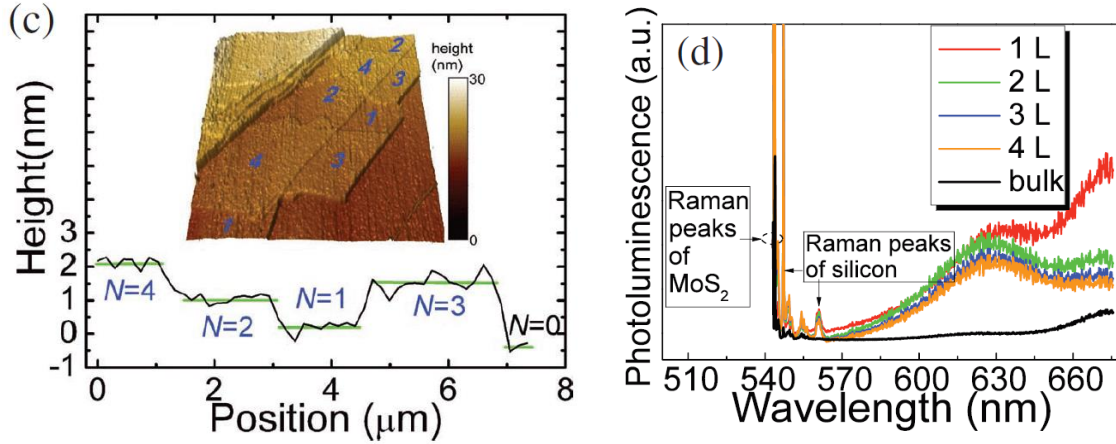 (c)
height
(nm)
30
0
2
4
3
2
1
4
3
1
Height(nm)
3
2
1
0
-1
N=4
N=2
N=1
N=3
N=0
0 2 4 6 8
Position (μm)
(d)
1 L
2 L
3 L
4 L
bulk
Raman
peaks
of
MoS2
Raman peaks
of silicon
Photoluminescence (a.u.)
510 540 570 600 630 660
Wavelength (nm)